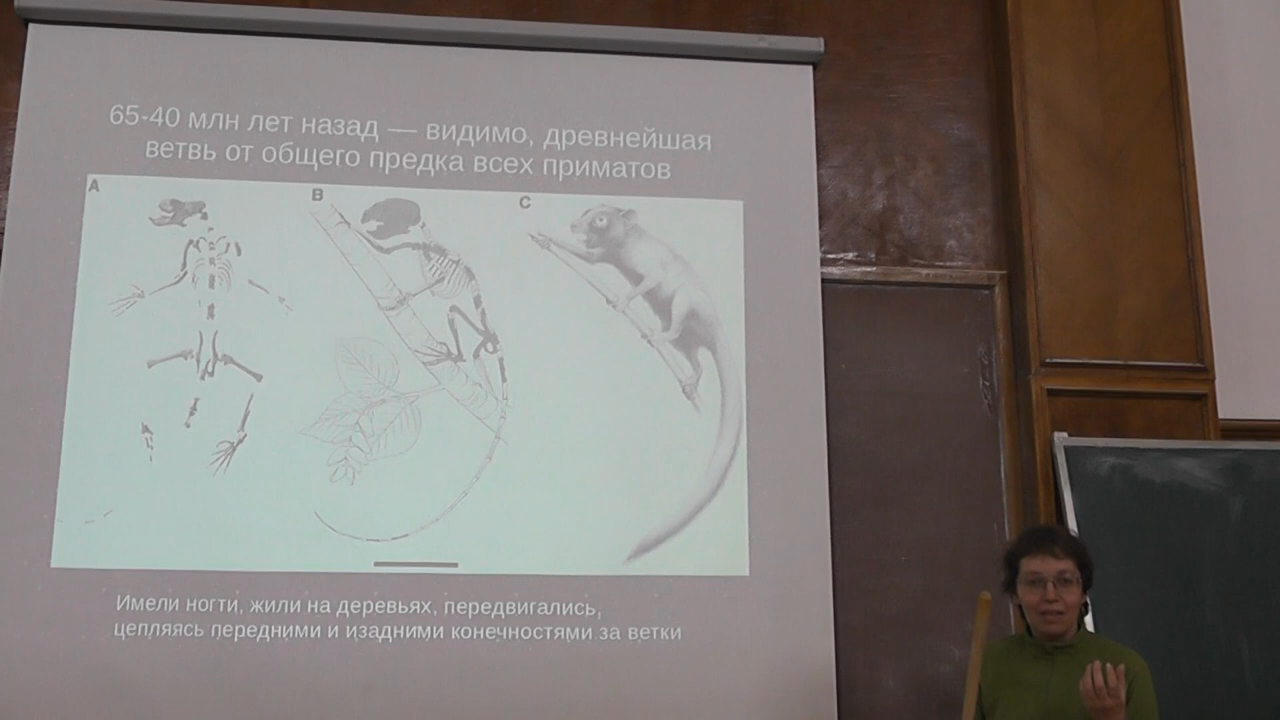 65-40 млн лет назад — видимо, древнейшая
ветвь от общего предка всех приматов
A
B
C
Имели ногти, жили на деревьях, передвигались,
цепляясь передними и изадними конечностями за ветки